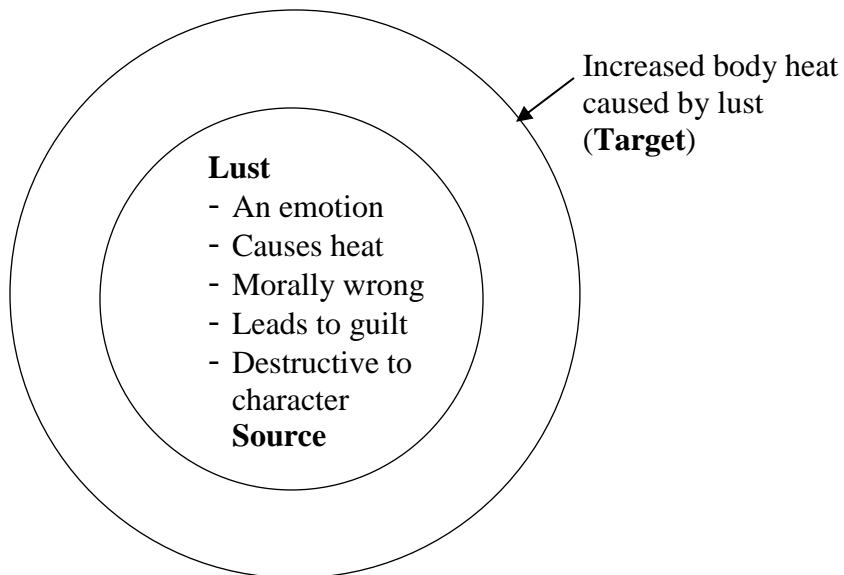 Increased body heat
caused by lust
(Target)
Lust
- An emotion
- Causes heat
- Morally wrong
- Leads to guilt
- Destructive to
character
Source